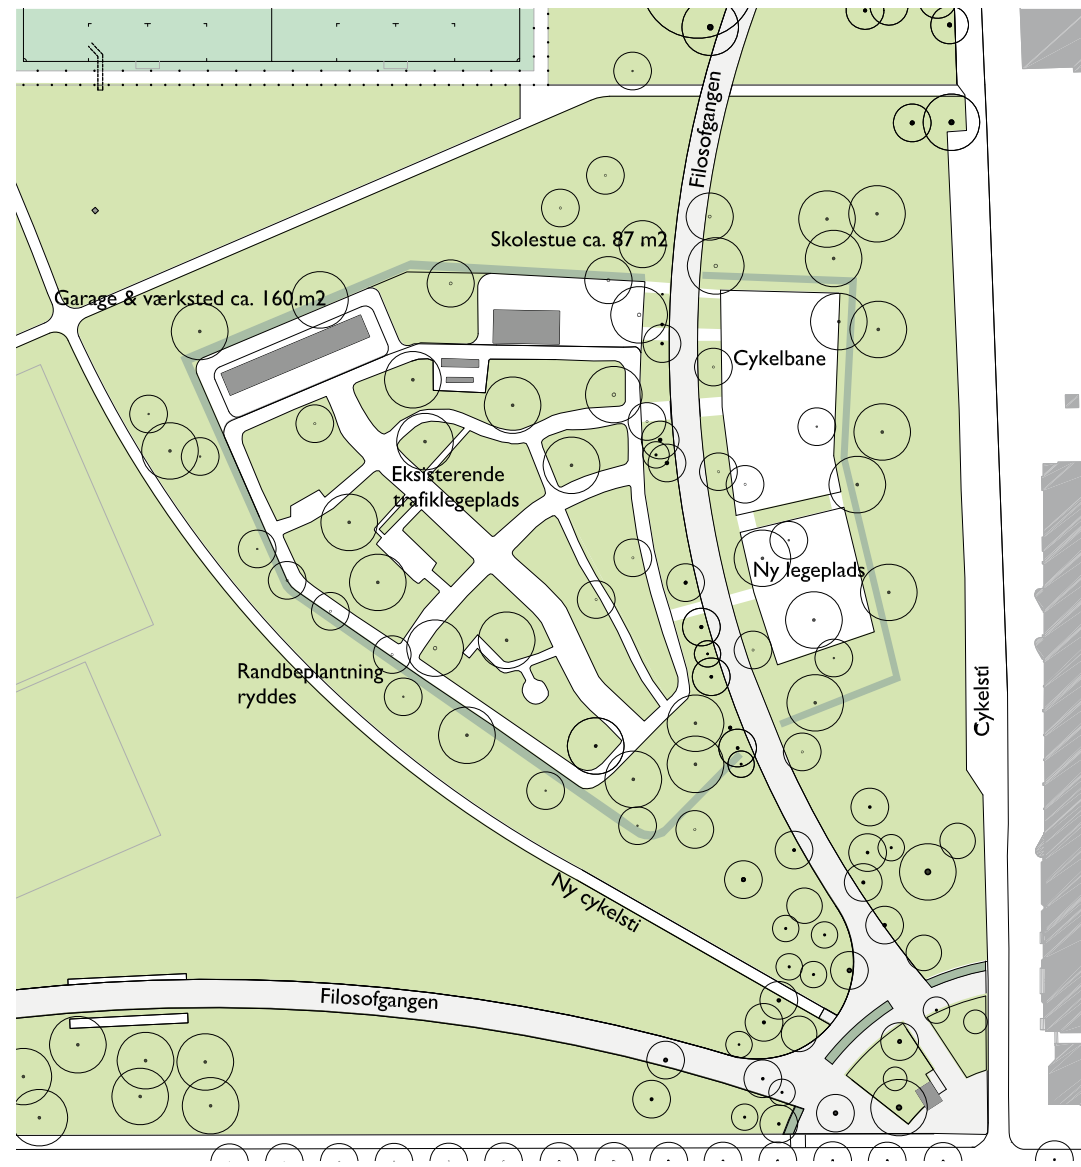 Filosofgangen
Skolestue ca. 87 m2
Garage & værksted ca. 160.m2
Cykelbane
Eksisterende
trafiklegeplads
Ny legeplads
Randbeplantning
ryddes
Cykelsti
Ny cykelsti
Filosofgangen